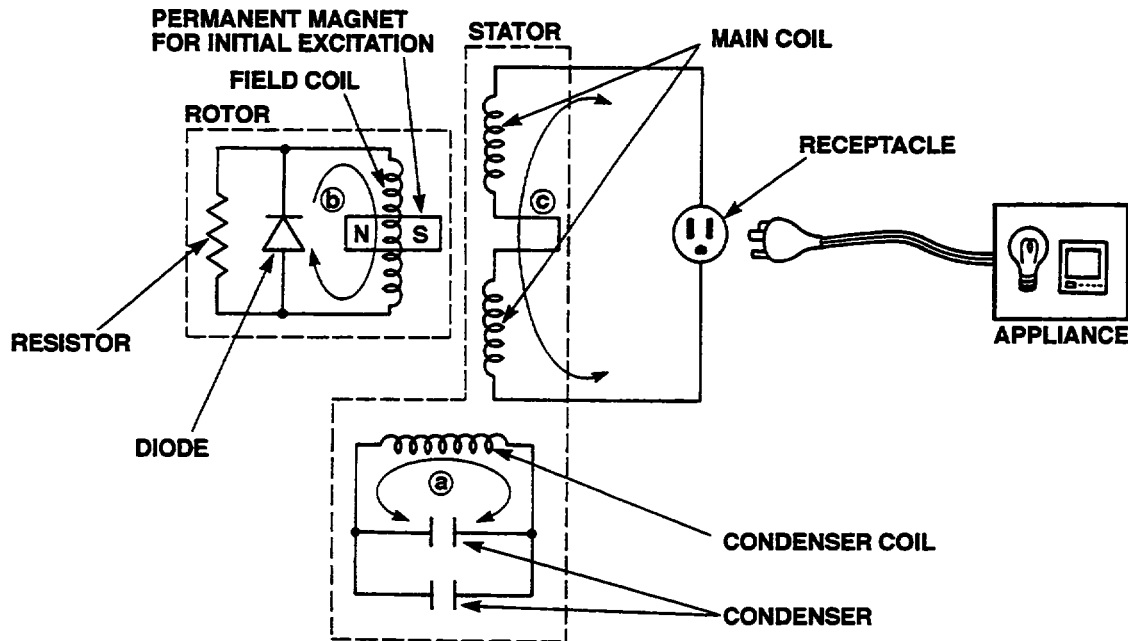 PERMANENT MAGNET
FOR INITIAL EXCITATION
STATOR
MAIN COIL
FIELD COIL
ROTOR
RECEPTACLE
b
c
N S
RESISTOR
APPLIANCE
DIODE
a
CONDENSER COIL
CONDENSER